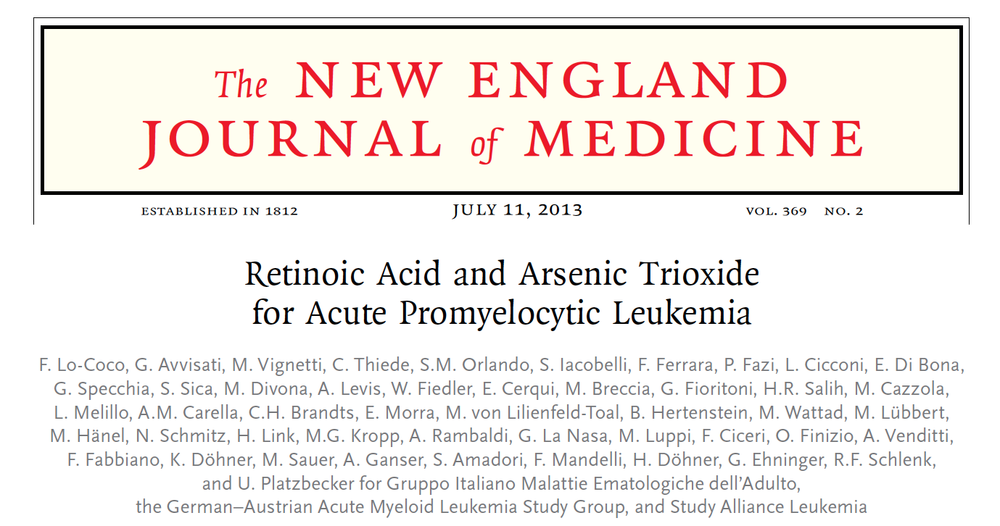 The NEW ENGLAND
JOURNAL of MEDICINE
ESTABLISHED IN 1812 JULY 11, 2013 VOL. 369 NO. 2
Retinoic Acid and Arsenic Trioxide
for Acute Promyelocytic Leukemia
F. Lo-Coco, G. Avvisati, M. Vignetti, C. Thiede, S.M. Orlando, S. Iacobelli, F. Ferrara, P. Fazi, L. Cicconi, E. Di Bona,
G. Specchia, S. Sica, M. Divona, A. Levis, W. Fiedler, E. Cerqui, M. Breccia, G. Fioritoni, H.R. Salih, M. Cazzola,
L. Melillo, A.M. Carella, C.H. Brandts, E. Morra, M. von Lilienfeld-Toal, B. Hertenstein, M. Wattad, M. Lübbert,
M. Hänel, N. Schmitz, H. Link, M.G. Kropp, A. Rambaldi, G. La Nasa, M. Luppi, F. Ciceri, O. Finizio, A. Venditti,
F. Fabbiano, K. Döhner, M. Sauer, A. Ganser, S. Amadori, F. Mandelli, H. Döhner, G. Ehninger, R.F. Schlenk,
and U. Platzbecker for Gruppo Italiano Malattie Ematologiche dell’Adulto,
the German–Austrian Acute Myeloid Leukemia Study Group, and Study Alliance Leukemia